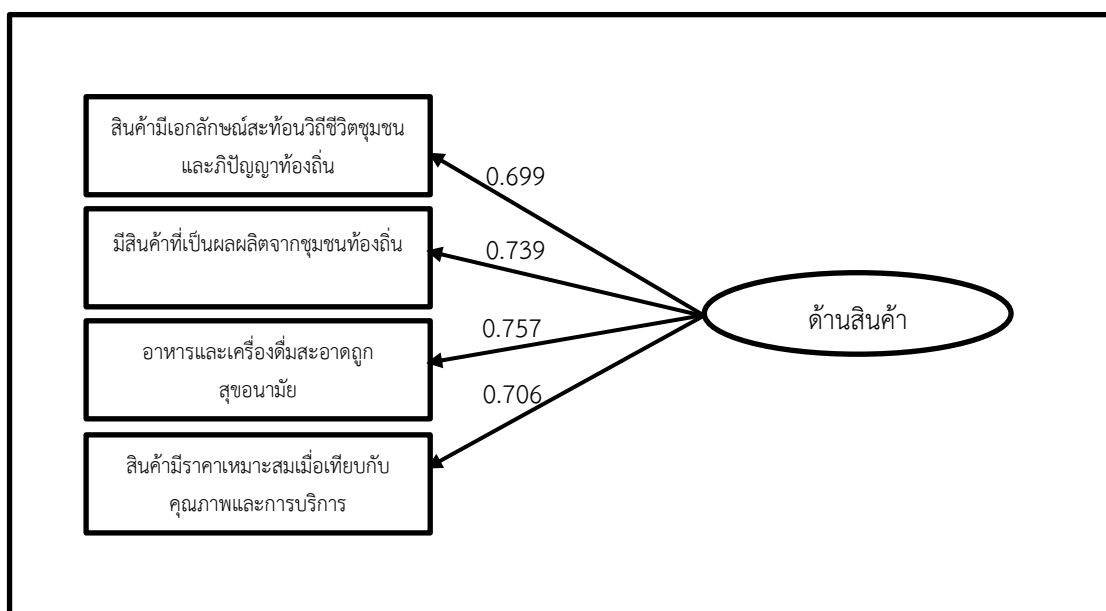 สินค้ามีเอกลักษณ์สะท้อนวิถีชีวิตชุมชน
และภิปัญญาท้องถิ่น
0.699
มีสินค้าที่เป็นผลผลิตจากชุมชนท้องถิ่น
0.739
ด้านสินค้า
อาหารและเครื่องดื่มสะอาดถูก
สุขอนามัย
0.757
0.706
สินค้ามีราคาเหมาะสมเมื่อเทียบกับ
คุณภาพและการบริการ